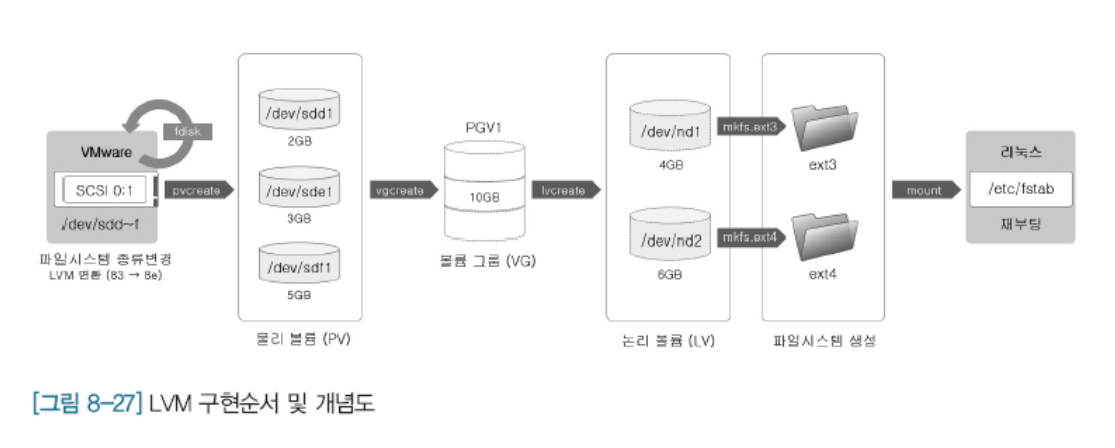 fdisk
VMware
SCSI 0:1
/dev/sdd~f
파일시스템 종류변경
LVM 변환 (83 → 8e)
pvcreate
/dev/sdd1
2GB
/dev/sde1
3GB
/dev/sdf1
5GB
물리 볼륨 (PV)
vgcreate
PGV1
10GB
볼륨 그룹 (VG)
lvcreate
/dev/nd1
4GB
/dev/nd2
6GB
논리 볼륨 (LV)
mkfs.ext3
ext3
mkfs.ext4
ext4
파일시스템 생성
mount
리눅스
/etc/fstab
재부팅
[그림 8-27] LVM 구현순서 및 개념도